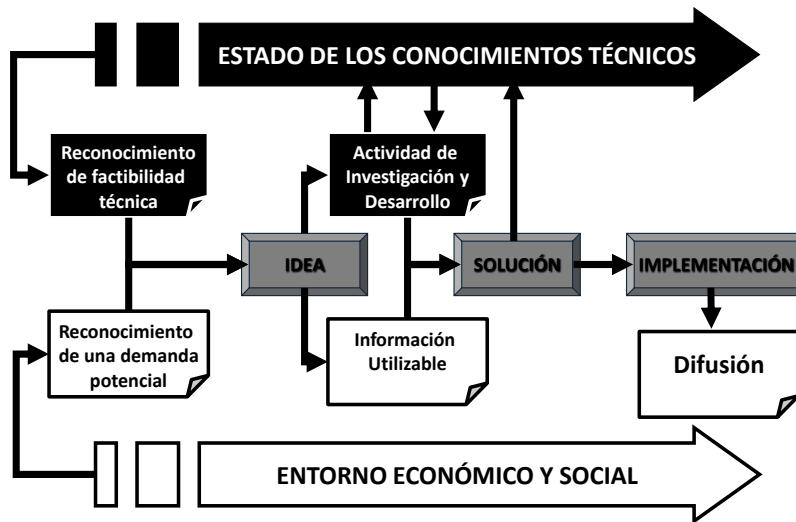 ESTADO DE LOS CONOCIMIENTOS TÉCNICOS
Reconocimiento
de factibilidad
técnica
Actividad de
Investigación y
Desarrollo
IDEA
SOLUCIÓN
IMPLEMENTACIÓN
Reconocimiento
de una demanda
potencial
Información
Utilizable
Difusión
ENTORNO ECONÓMICO Y SOCIAL